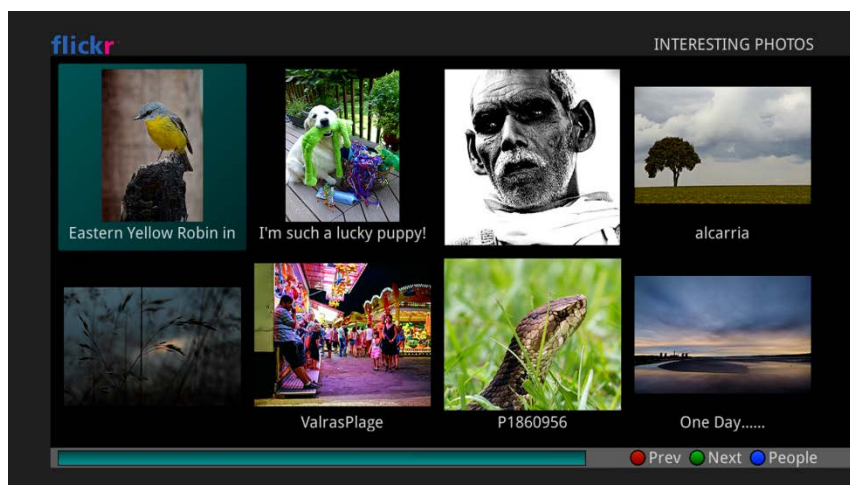 flickr
INTERESTING PHOTOS
Eastern Yellow Robin in
I'm such a lucky puppy!
alcarria
ValrasPlage
P1860956
One Day......
Prev Next People